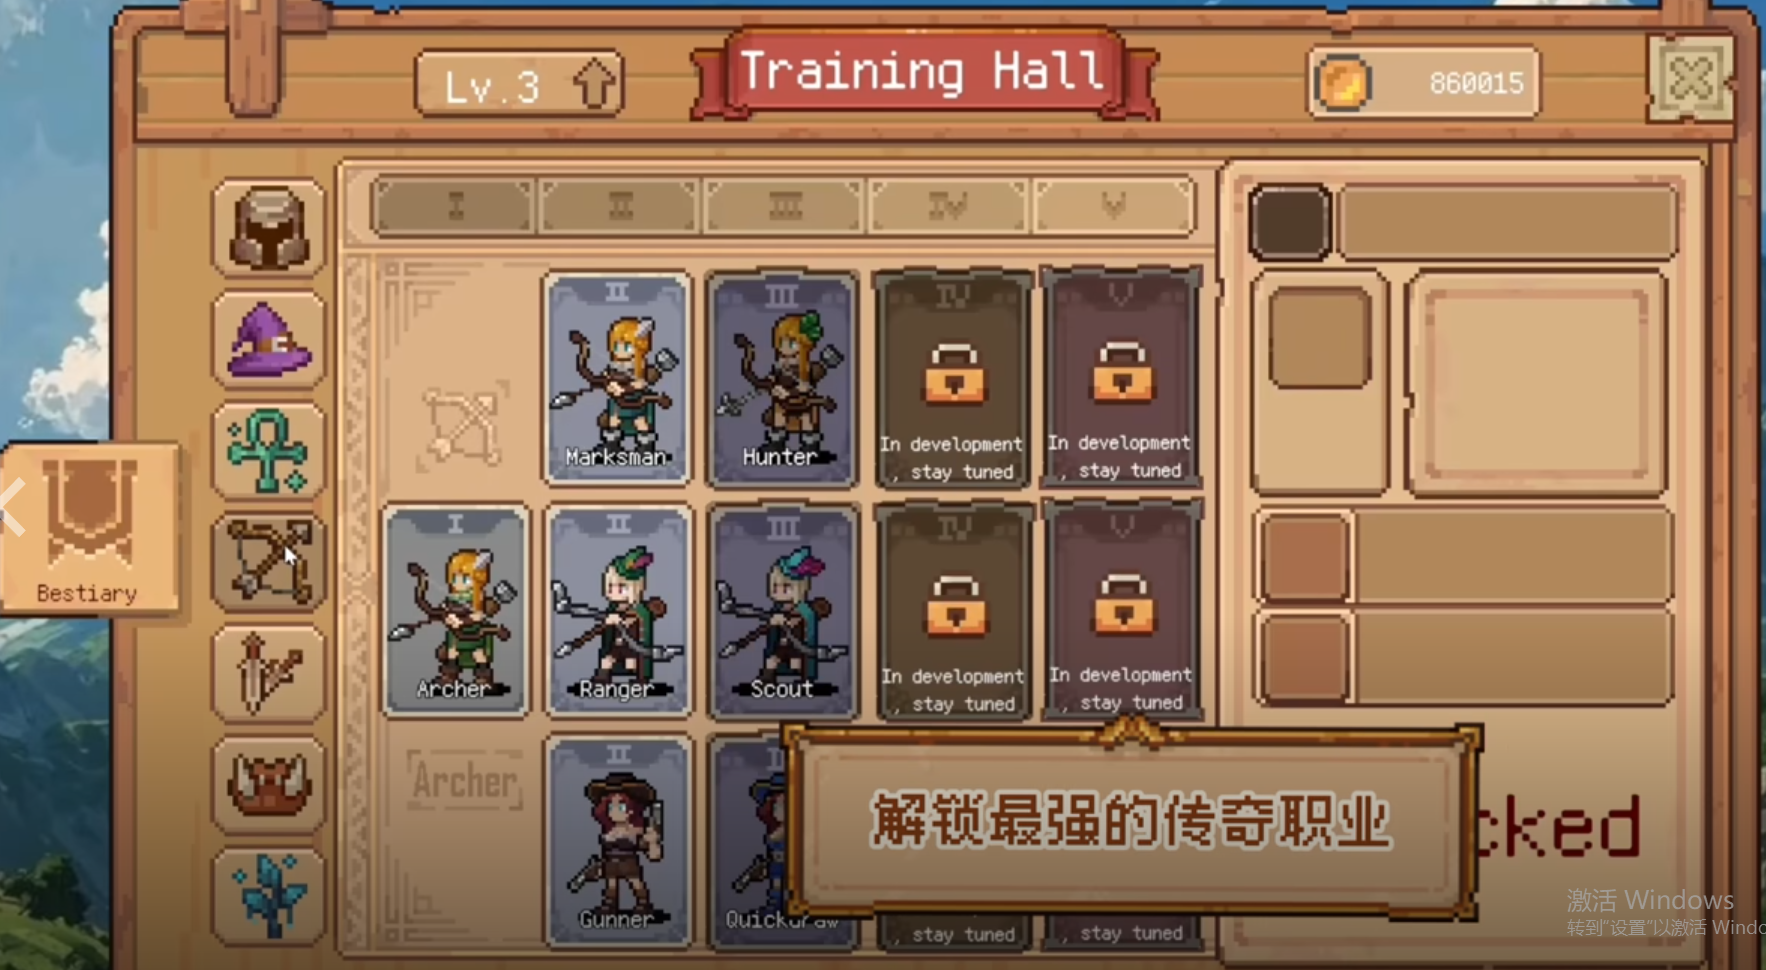 Training Hall
Lv.3
860015
I II III IV V
II
Marksman
III
Hunter
IV
In development
, stay tuned
V
In development
, stay tuned
Bestiary
I
Archer
II
Ranger
III
Scout
IV
In development
, stay tuned
V
In development
, stay tuned
Archer
II
Gunner
Quickdraw
, stay tuned
, stay tuned
解锁最强的传奇职业
cked
激活 Windows
转到"设置"以激活 Windo